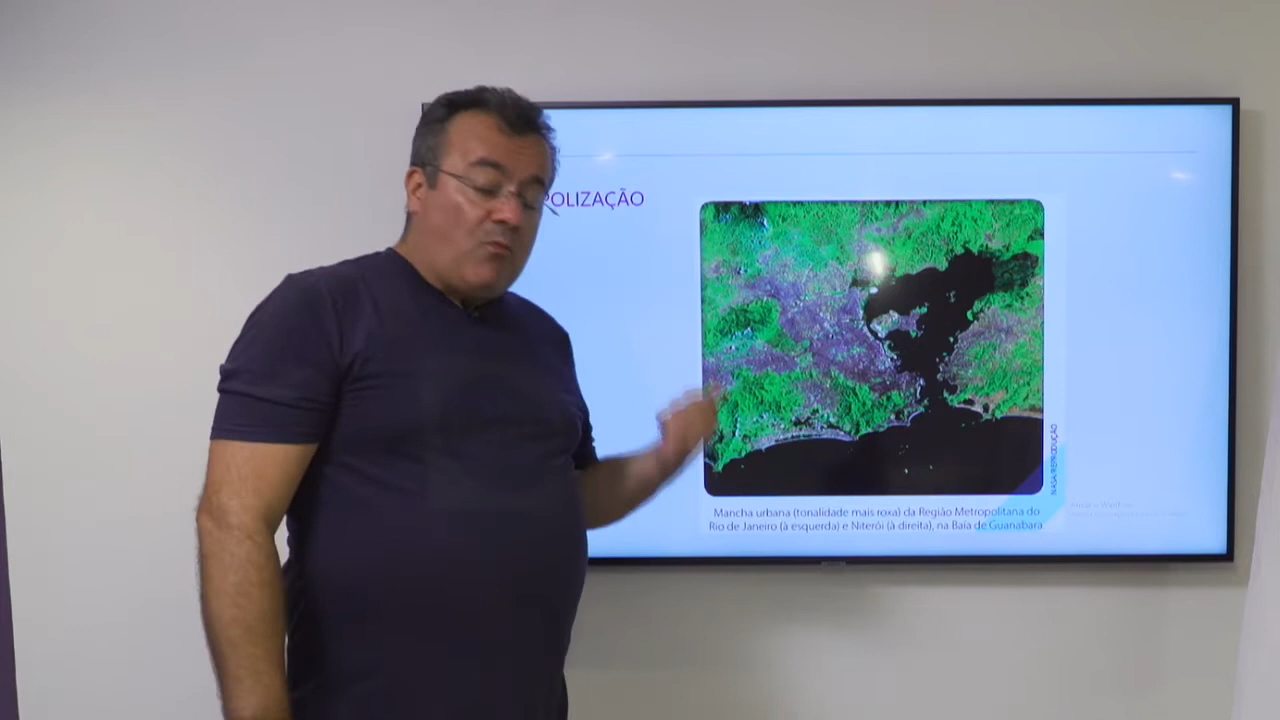 POLIZAÇÃO
NASA/REPRODUÇÃO
Mancha urbana (tonalidade mais roxa) da Região Metropolitana do
Rio de Janeiro (à esquerda) e Niterói (à direita), na Baía de Guanabara